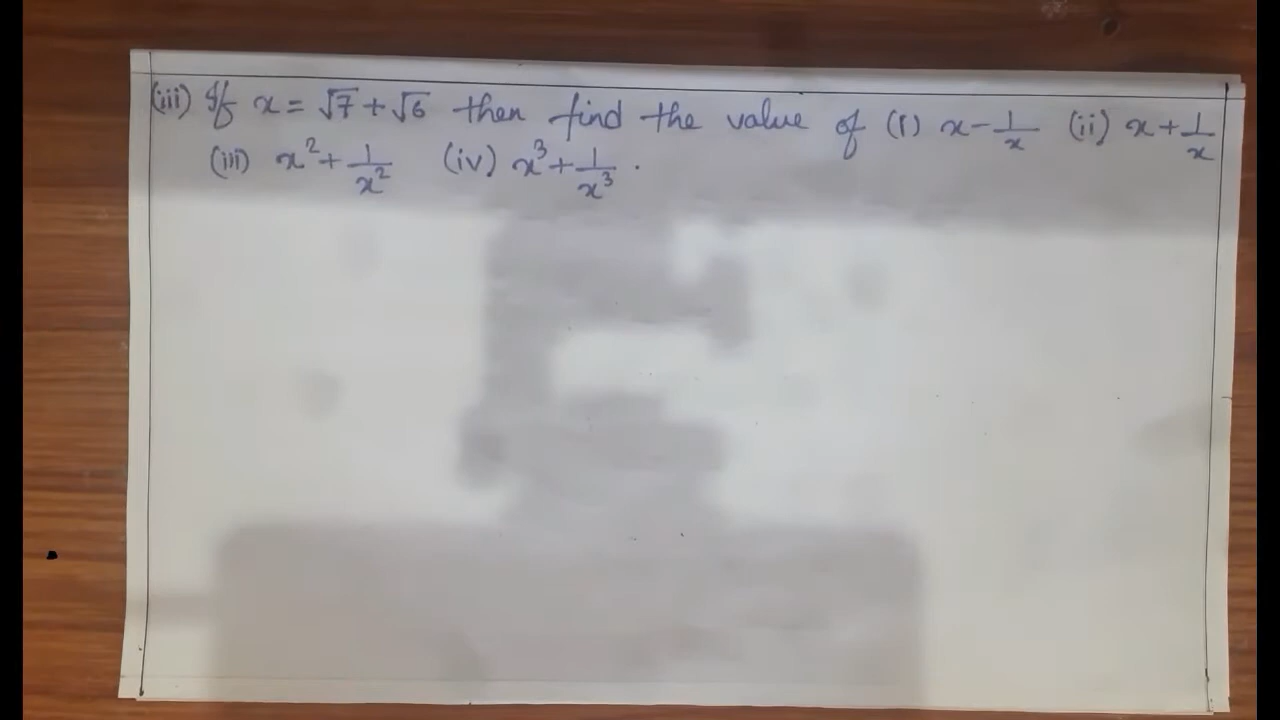 (iii) If x = √7 + √6 then find the value of (i) x - 1/x (ii) x + 1/x
(iii) x² + 1/x² (iv) x³ + 1/x³ .